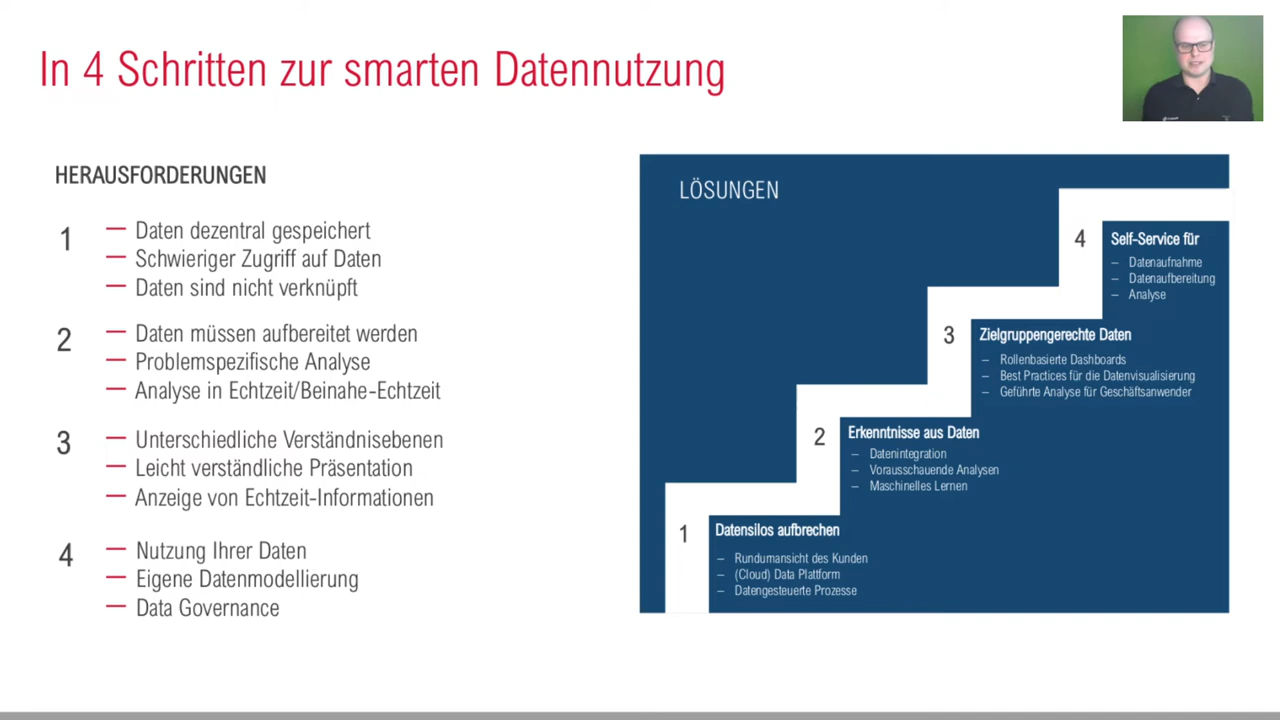 In 4 Schritten zur smarten Datennutzung
HERAUSFORDERUNGEN
1
— Daten dezentral gespeichert
— Schwieriger Zugriff auf Daten
— Daten sind nicht verknüpft
2
— Daten müssen aufbereitet werden
— Problemspezifische Analyse
— Analyse in Echtzeit/Beinahe-Echtzeit
3
— Unterschiedliche Verständnisebenen
— Leicht verständliche Präsentation
— Anzeige von Echtzeit-Informationen
4
— Nutzung Ihrer Daten
— Eigene Datenmodellierung
— Data Governance
LÖSUNGEN
4
Self-Service für
– Datenaufnahme
– Datenaufbereitung
– Analyse
3
Zielgruppengerechte Daten
– Rollenbasierte Dashboards
– Best Practices für die Datenvisualisierung
– Geführte Analyse für Geschäftsanwender
2
Erkenntnisse aus Daten
– Datenintegration
– Vorausschauende Analysen
– Maschinelles Lernen
1
Datensilos aufbrechen
– Rundumansicht des Kunden
– (Cloud) Data Plattform
– Datengesteuerte Prozesse